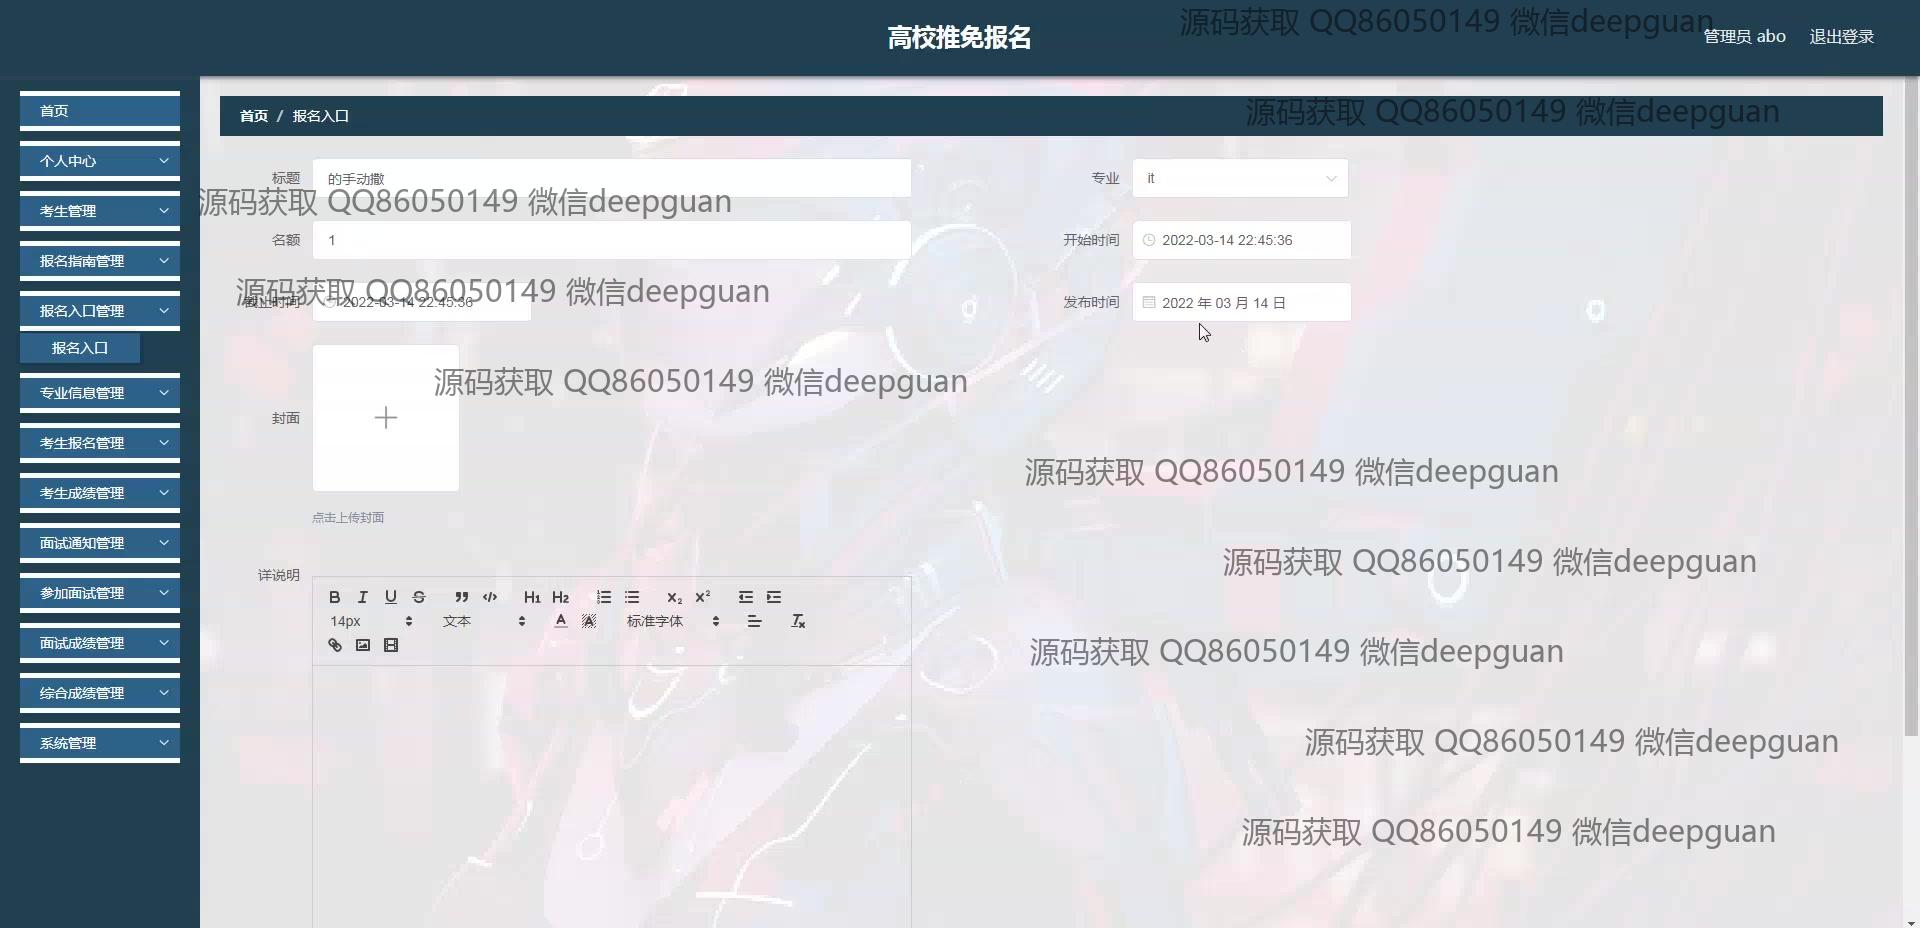 高校推免报名
源码获取 QQ86050149 微信deepguan
管理员 abo
退出登录
首页
个人中心
考生管理
报名指南管理
报名入口管理
报名入口
专业信息管理
考生报名管理
考生成绩管理
面试通知管理
参加面试管理
面试成绩管理
综合成绩管理
系统管理
首页 / 报名入口
源码获取 QQ86050149 微信deepguan
标题 的手动撒
专业 it
源码获取 QQ86050149 微信deepguan
名额 1
开始时间 2022-03-14 22:45:36
源码获取 QQ86050149 微信deepguan
截止时间 2022-03-14 22:45:36
发布时间 2022 年 03 月 14 日
源码获取 QQ86050149 微信deepguan
封面
源码获取 QQ86050149 微信deepguan
点击上传封面
源码获取 QQ86050149 微信deepguan
详说明
B I U S H1 H2 X2 X2
14px 文本 A A 标准字体 Tx
源码获取 QQ86050149 微信deepguan
源码获取 QQ86050149 微信deepguan
源码获取 QQ86050149 微信deepguan